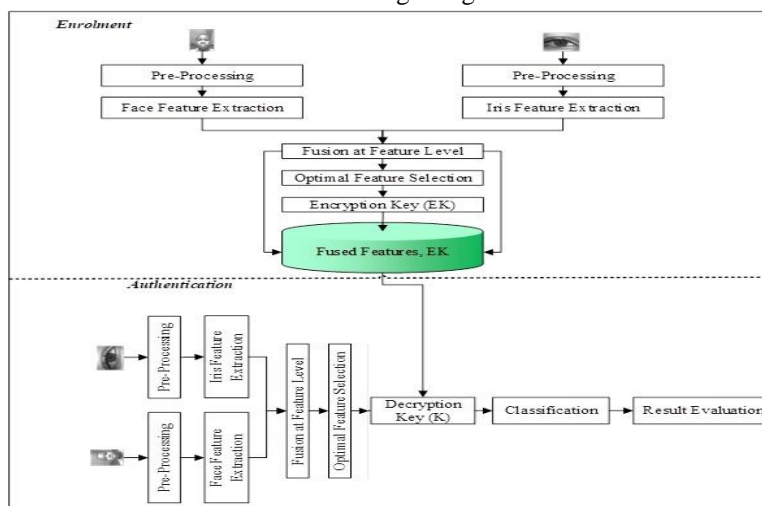 Enrolment
Pre-Processing
Pre-Processing
Face Feature Extraction
Iris Feature Extraction
Fusion at Feature Level
Optimal Feature Selection
Encryption Key (EK)
Fused Features, EK
Authentication
Pre-Processing
Iris Feature
Extraction
Pre-Processing
Face Feature
Extraction
Fusion at Feature Level
Optimal Feature Selection
Decryption
Key (K)
Classification
Result Evaluation